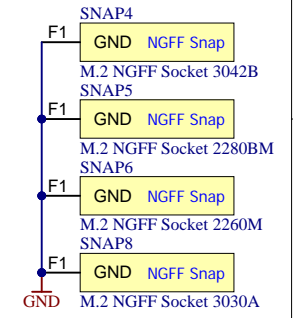 SNAP4
F1
GND NGFF Snap
M.2 NGFF Socket 3042B
SNAP5
F1
GND NGFF Snap
M.2 NGFF Socket 2280BM
SNAP6
F1
GND NGFF Snap
M.2 NGFF Socket 2260M
SNAP8
F1
GND NGFF Snap
GND
M.2 NGFF Socket 3030A